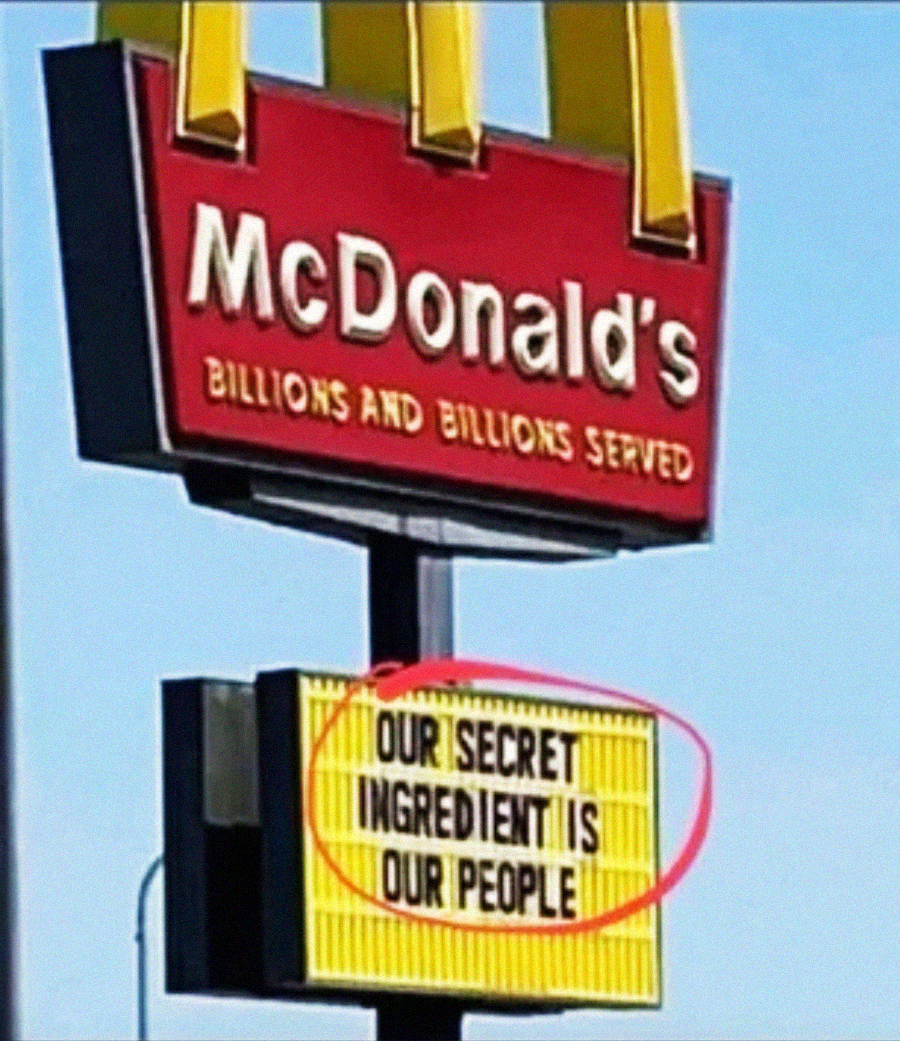 McDonald's
BILLIONS AND BILLIONS SERVED
OUR SECRET
INGREDIENT IS
OUR PEOPLE